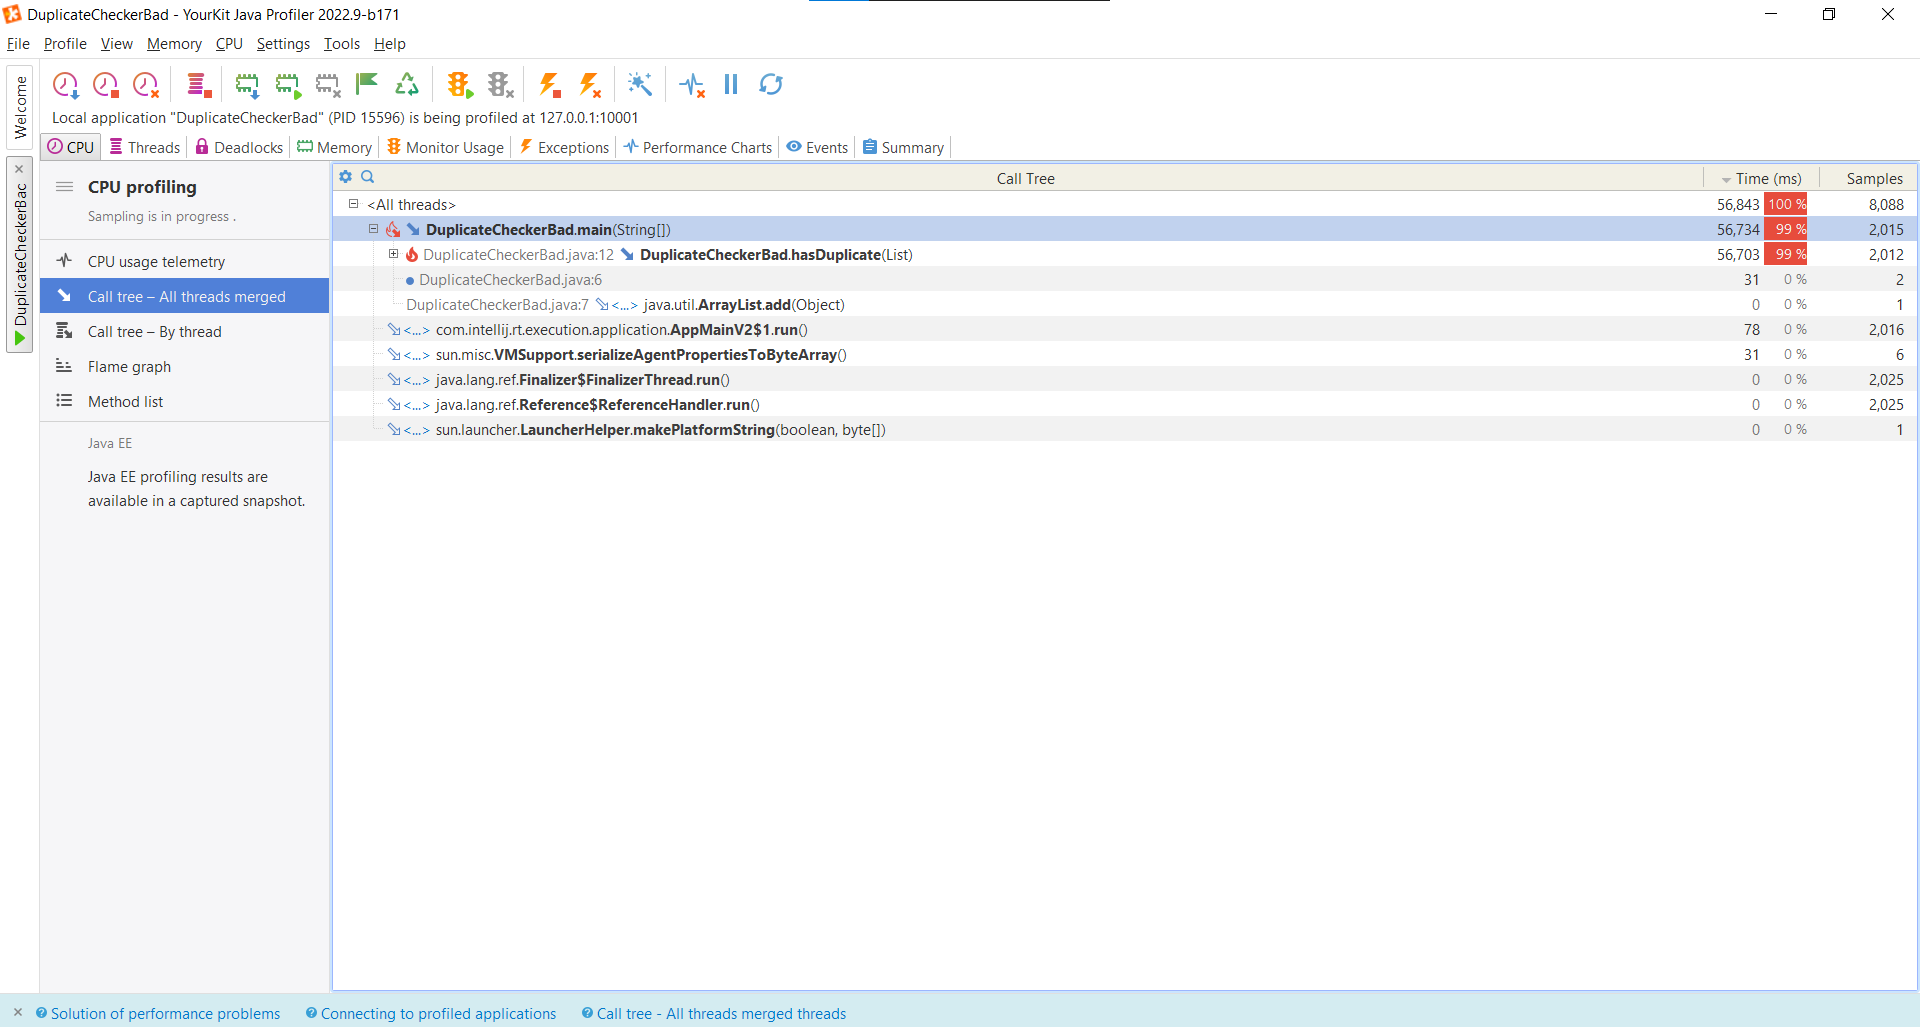 DuplicateCheckerBad - YourKit Java Profiler 2022.9-b171
File Profile View Memory CPU Settings Tools Help
Welcome
DuplicateCheckerBac
Local application "DuplicateCheckerBad" (PID 15596) is being profiled at 127.0.0.1:10001
CPU Threads Deadlocks Memory Monitor Usage Exceptions Performance Charts Events Summary
CPU profiling
Sampling is in progress .
CPU usage telemetry
Call tree – All threads merged
Call tree – By thread
Flame graph
Method list
Java EE
Java EE profiling results are
available in a captured snapshot.
Call Tree Time (ms) Samples
<All threads> 56,843 100 % 8,088
DuplicateCheckerBad.main(String[]) 56,734 99 % 2,015
DuplicateCheckerBad.java:12 DuplicateCheckerBad.hasDuplicate(List) 56,703 99 % 2,012
DuplicateCheckerBad.java:6 31 0 % 2
DuplicateCheckerBad.java:7 <...> java.util.ArrayList.add(Object) 0 0 % 1
<...> com.intellij.rt.execution.application.AppMainV2$1.run() 78 0 % 2,016
<...> sun.misc.VMSupport.serializeAgentPropertiesToByteArray() 31 0 % 6
<...> java.lang.ref.Finalizer$FinalizerThread.run() 0 0 % 2,025
<...> java.lang.ref.Reference$ReferenceHandler.run() 0 0 % 2,025
<...> sun.launcher.LauncherHelper.makePlatformString(boolean, byte[]) 0 0 % 1
Solution of performance problems Connecting to profiled applications Call tree - All threads merged threads